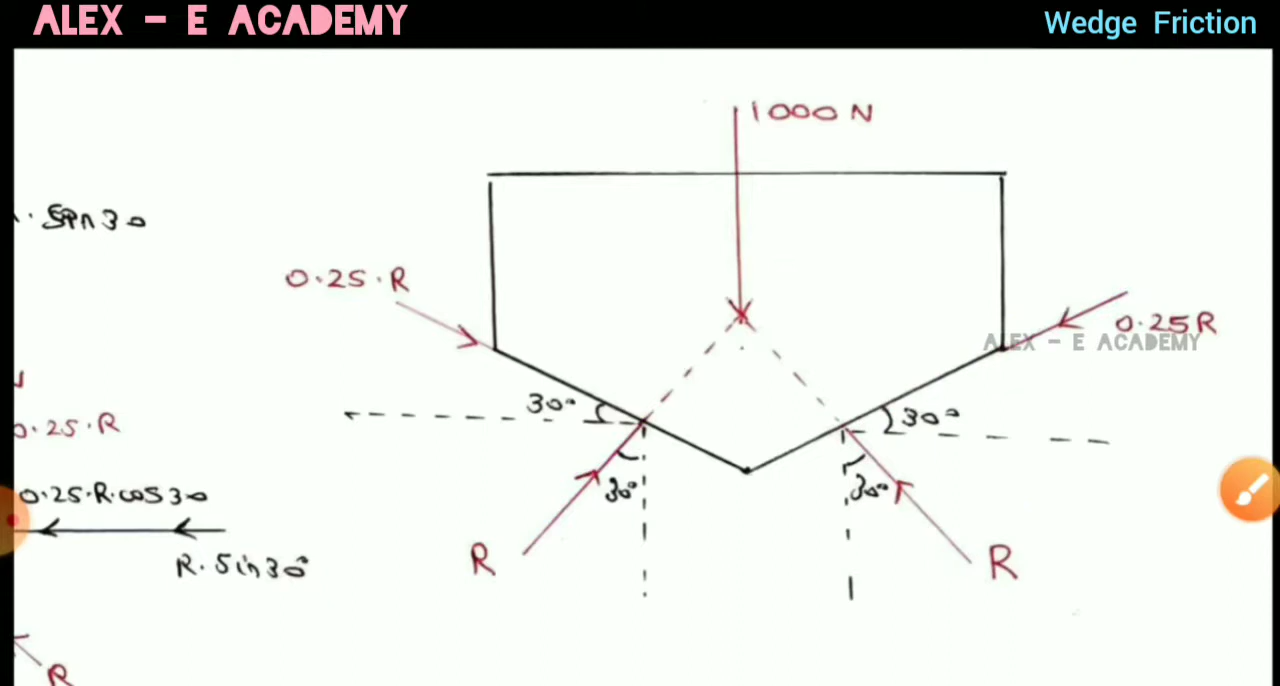 ALEX - E ACADEMY
Wedge Friction
1000 N
. Sin30
0.25.R
0.25R
ALEX - E ACADEMY
30°
30°
0.25.R
30°
30°
0.25.R.cos30
R.Sin30°
R
R
R